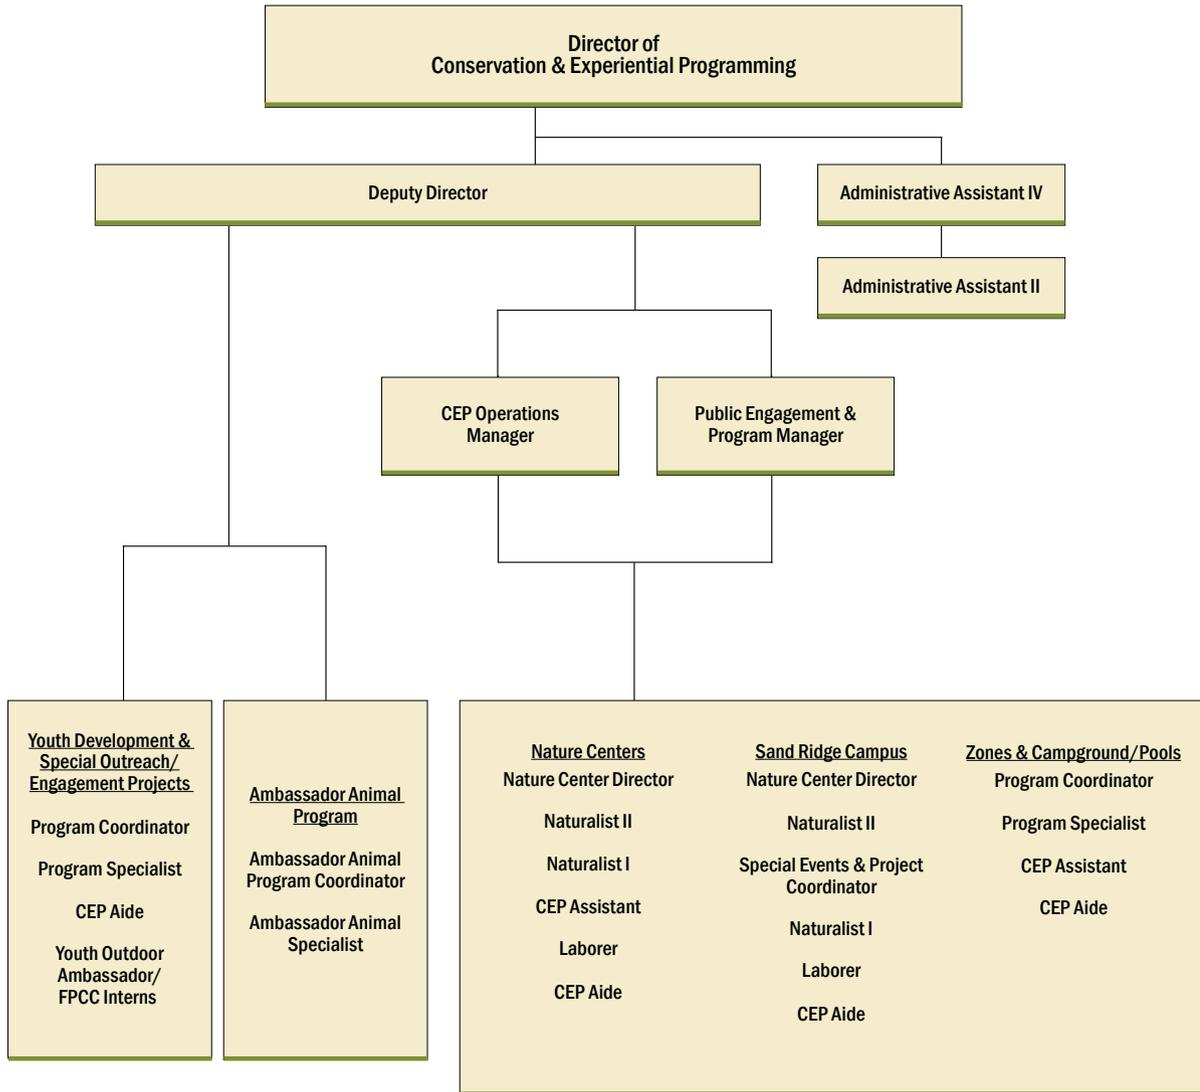 Director of
Conservation & Experiential Programming
Deputy Director
Administrative Assistant IV
Administrative Assistant II
CEP Operations
Manager
Public Engagement &
Program Manager
Youth Development &
Special Outreach/
Engagement Projects
Program Coordinator
Program Specialist
CEP Aide
Youth Outdoor
Ambassador/
FPCC Interns
Ambassador Animal
Program
Ambassador Animal
Program Coordinator
Ambassador Animal
Specialist
Nature Centers
Nature Center Director
Naturalist II
Naturalist I
CEP Assistant
Laborer
CEP Aide
Sand Ridge Campus
Nature Center Director
Naturalist II
Special Events & Project
Coordinator
Naturalist I
Laborer
CEP Aide
Zones & Campground/Pools
Program Coordinator
Program Specialist
CEP Assistant
CEP Aide